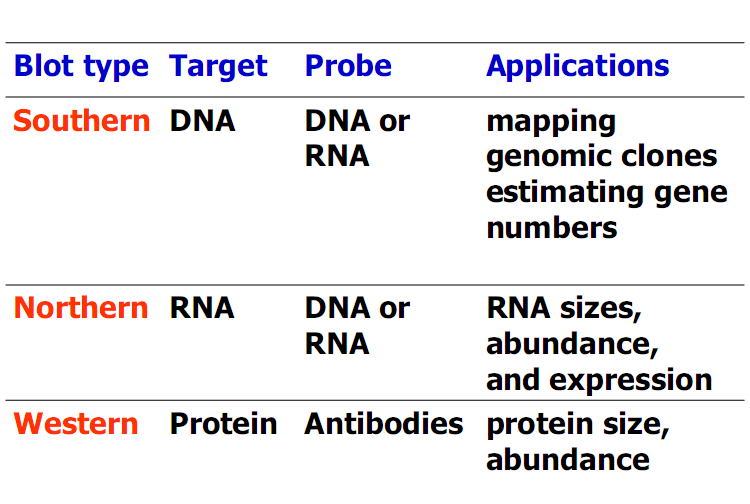 Blot type Target Probe Applications
Southern DNA DNA or mapping
RNA genomic clones
estimating gene
numbers
Northern RNA DNA or RNA sizes,
RNA abundance,
and expression
Western Protein Antibodies protein size,
abundance